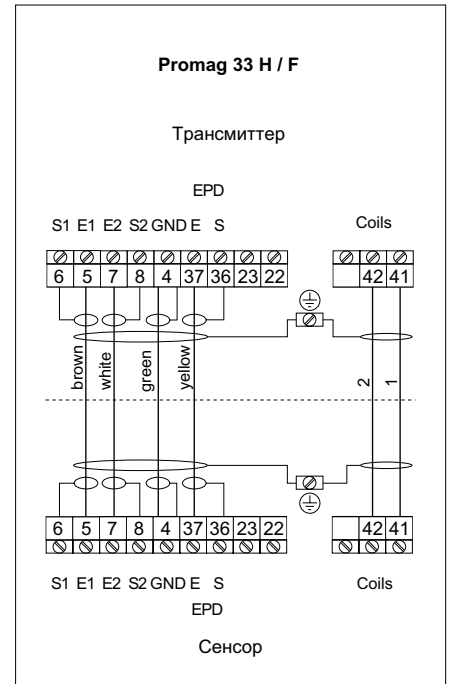 Promag 33 H / F
Трансмиттер
EPD
S1 E1 E2 S2 GND E S Coils
6 5 7 8 4 37 36 23 22 42 41
brown white green yellow 2 1
6 5 7 8 4 37 36 23 22 42 41
S1 E1 E2 S2 GND E S Coils
EPD
Сенсор